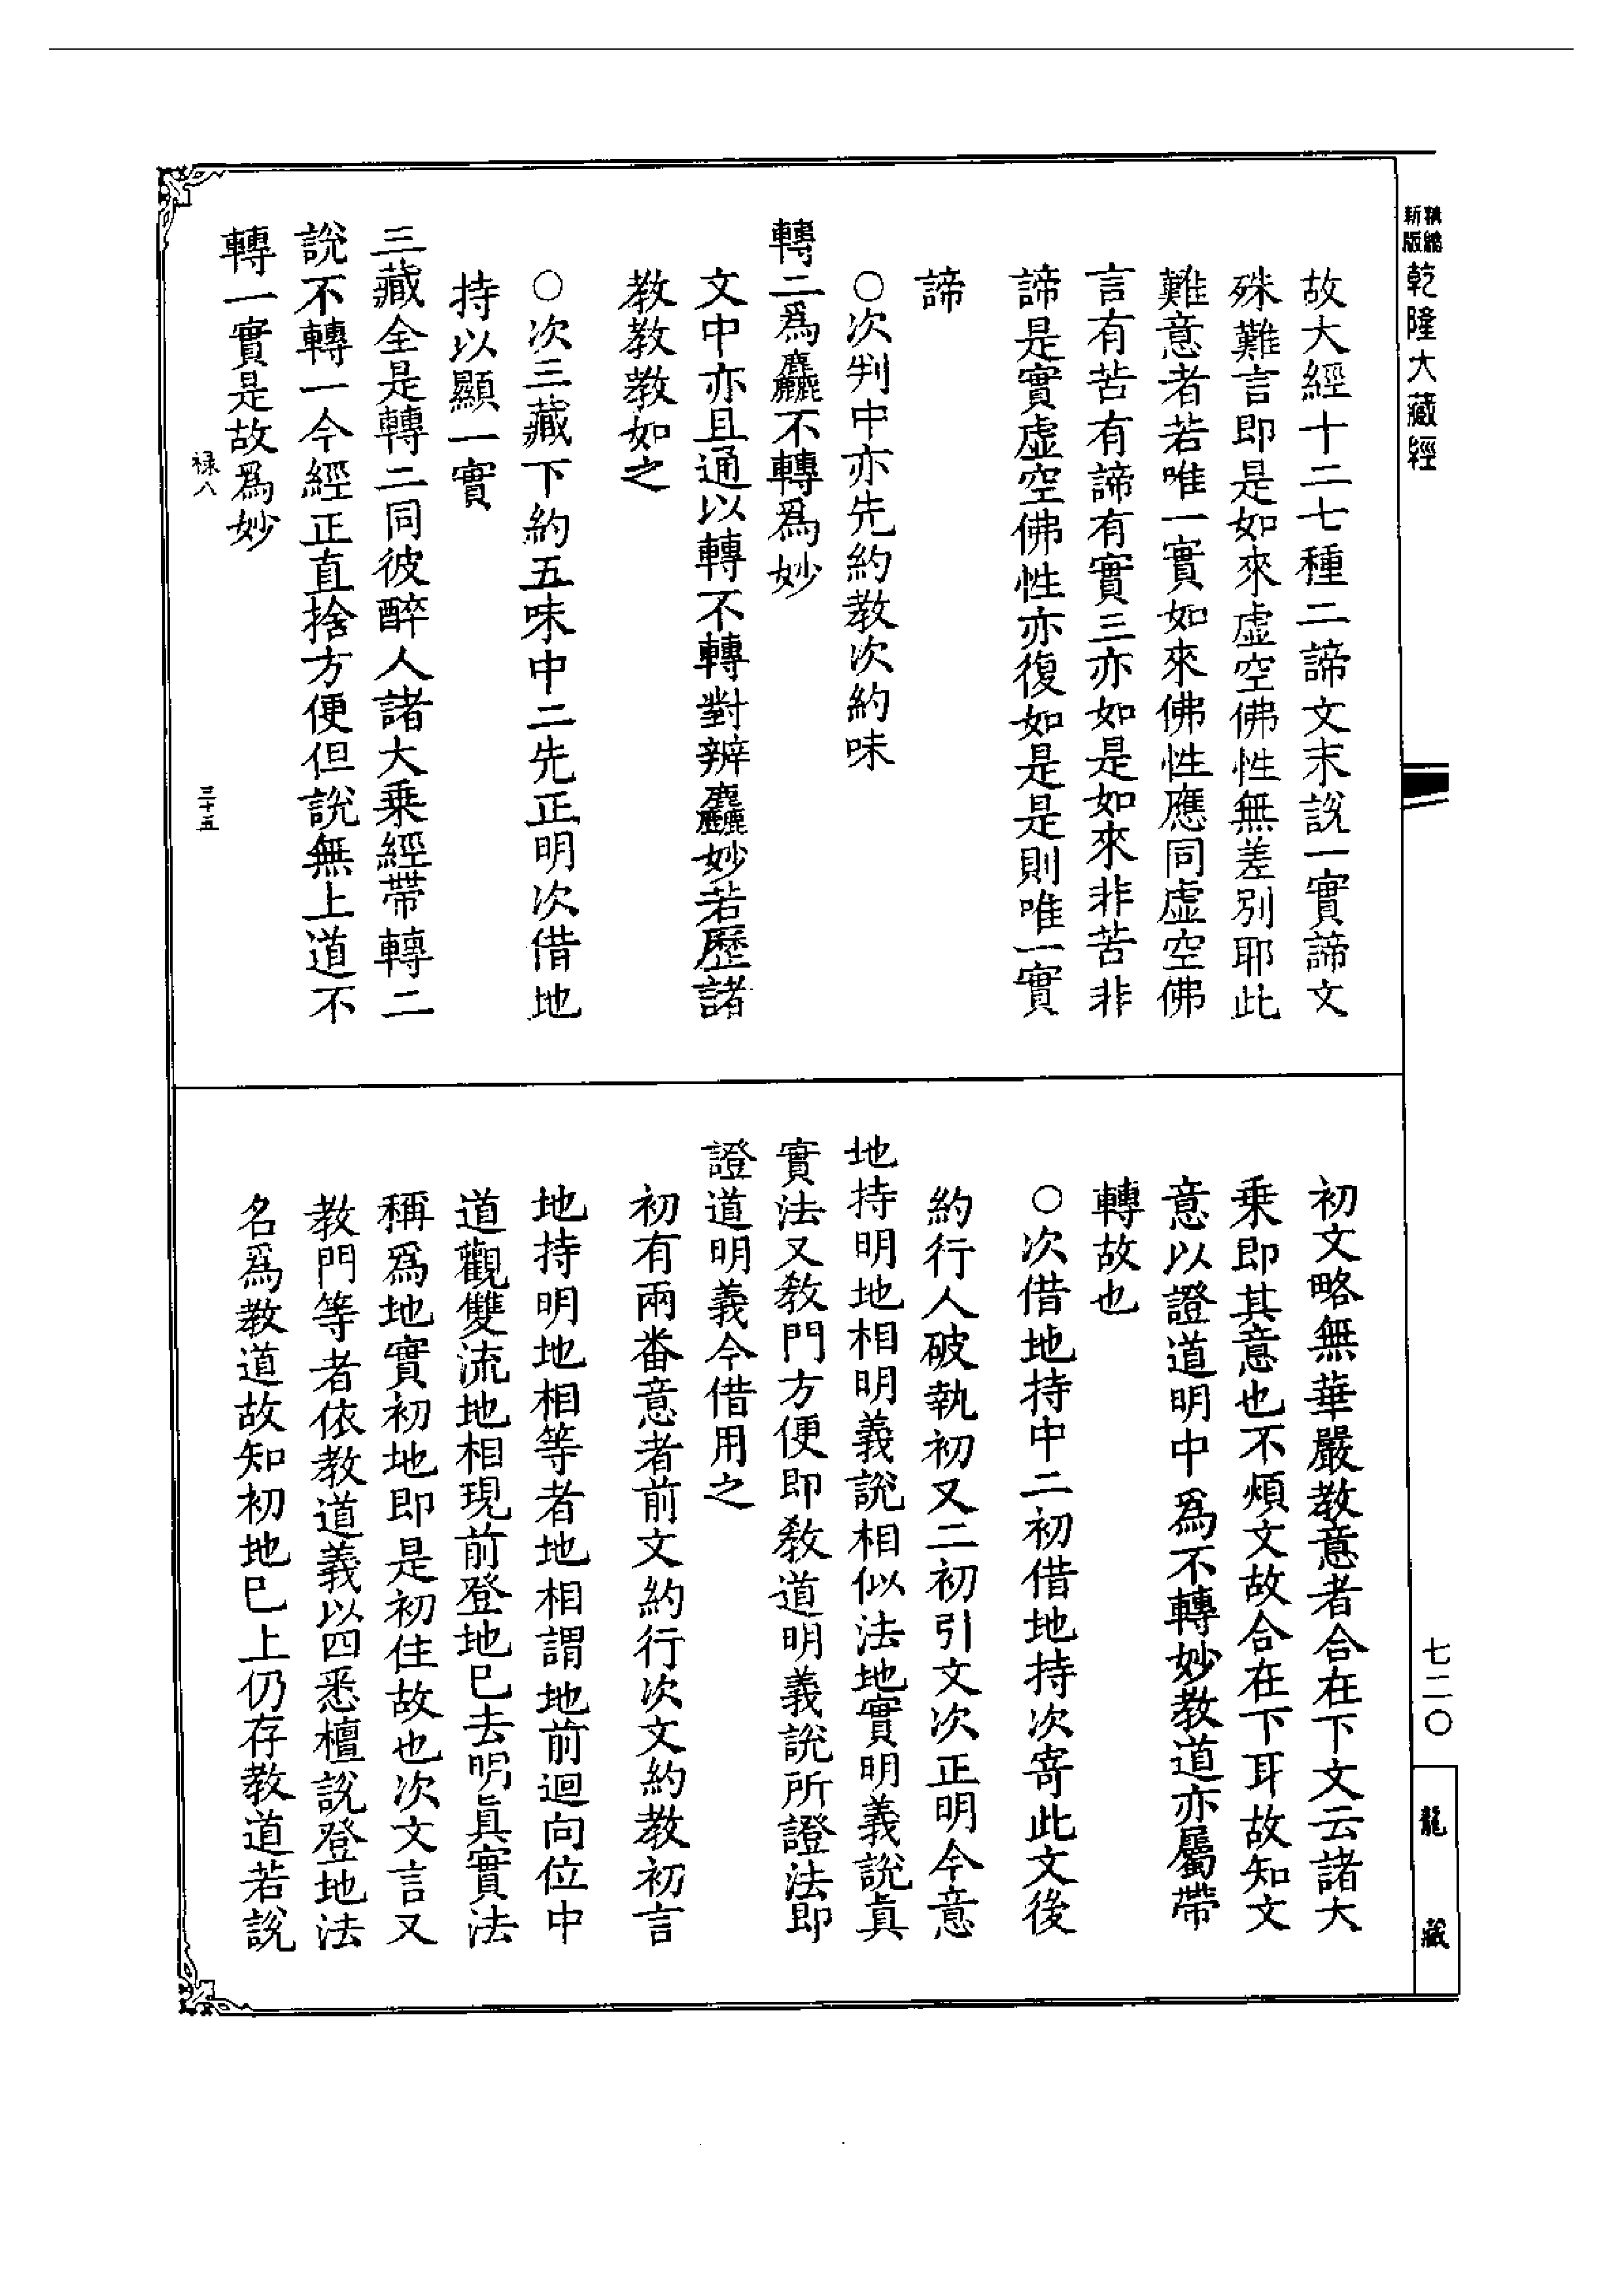 新版精縮
乾隆大藏經
故大經十二七種二諦文末說一實諦文
殊難言即是如來虛空佛性無差別耶此
難意者若唯一實如來佛性應同虛空佛
言有苦有諦有實三亦如是如來非苦非
諦是實虛空佛性亦復如是是則唯一實
諦
○次判中亦先約教次約味
轉二爲麤不轉爲妙
文中亦且通以轉不轉對辨麤妙若歷諸
教教教如之
○次三藏下約五味中二先正明次借地
持以顯一實
三藏全是轉二同彼醉人諸大乘經帶轉二
說不轉一今經正直捨方便但說無上道不
轉一實是故爲妙
祿八
三十五
初文略無華嚴教意者合在下文云諸大
乘即其意也不煩文故合在下耳故知文
意以證道明中爲不轉妙教道亦屬帶
轉故也
○次借地持中二初借地持次寄此文後
約行人破執初又二初引文次正明今意
地持明地相明義說相似法地實明義說眞
實法又教門方便即教道明義說所證法即
證道明義今借用之
初有兩番意者前文約行次文約教初言
地持明地相等者地相謂地前迴向位中
道觀雙流地相現前登地已去明眞實法
稱爲地實初地即是初住故也次文言又
教門等者依教道義以四悉檀說登地法
名爲教道故知初地已上仍存教道若說
七二〇
龍藏